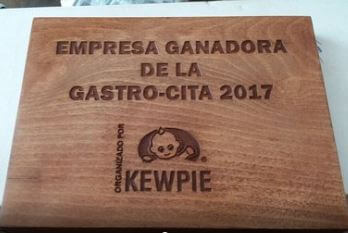 EMPRESA GANADORA
DE LA
GASTRO-CITA 2017
ORGANIZADO POR
®
KEWPIE